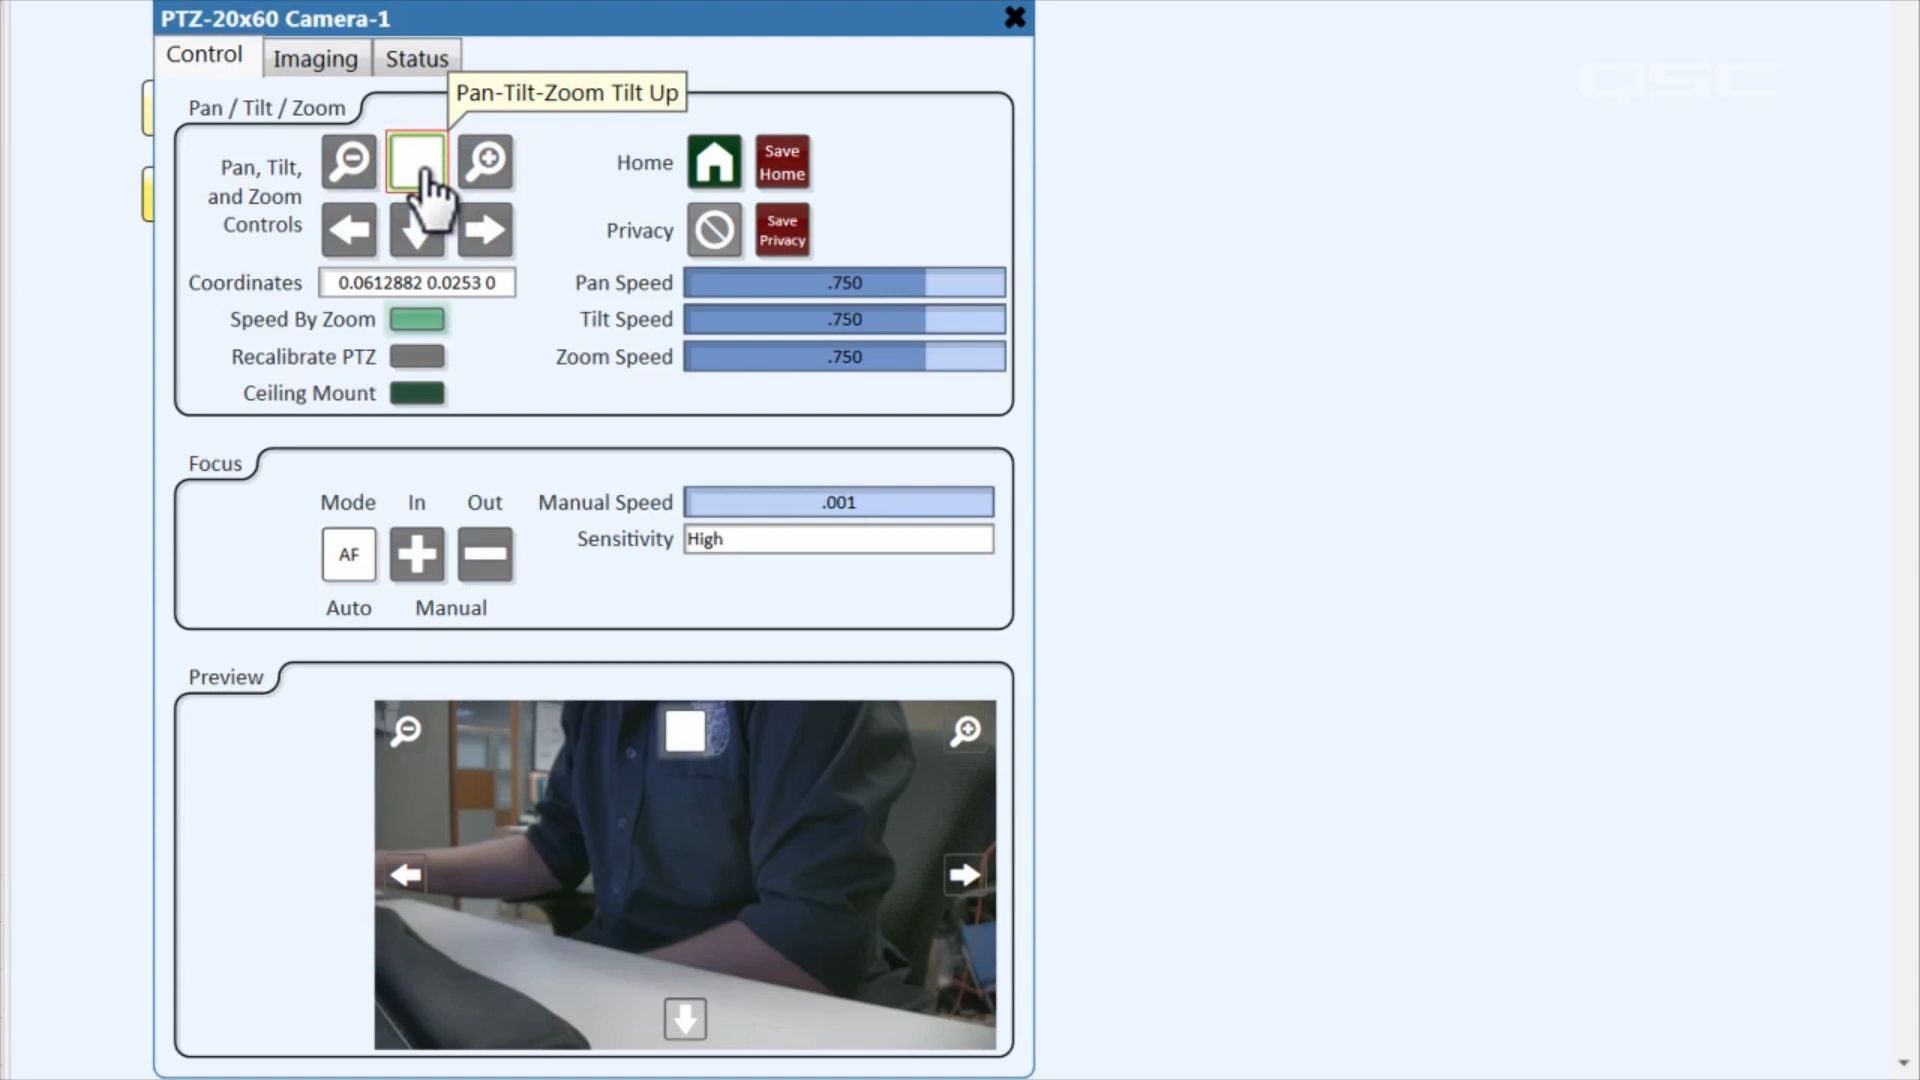 PTZ-20x60 Camera-1
Control
Imaging
Status
Pan-Tilt-Zoom Tilt Up
QSC
Pan / Tilt / Zoom
Pan, Tilt,
and Zoom
Controls
Home
Save
Home
Privacy
Save
Privacy
Coordinates
0.0612882 0.0253 0
Pan Speed
.750
Speed By Zoom
Tilt Speed
.750
Recalibrate PTZ
Zoom Speed
.750
Ceiling Mount
Focus
Mode
In
Out
Manual Speed
.001
Sensitivity
High
AF
Auto
Manual
Preview